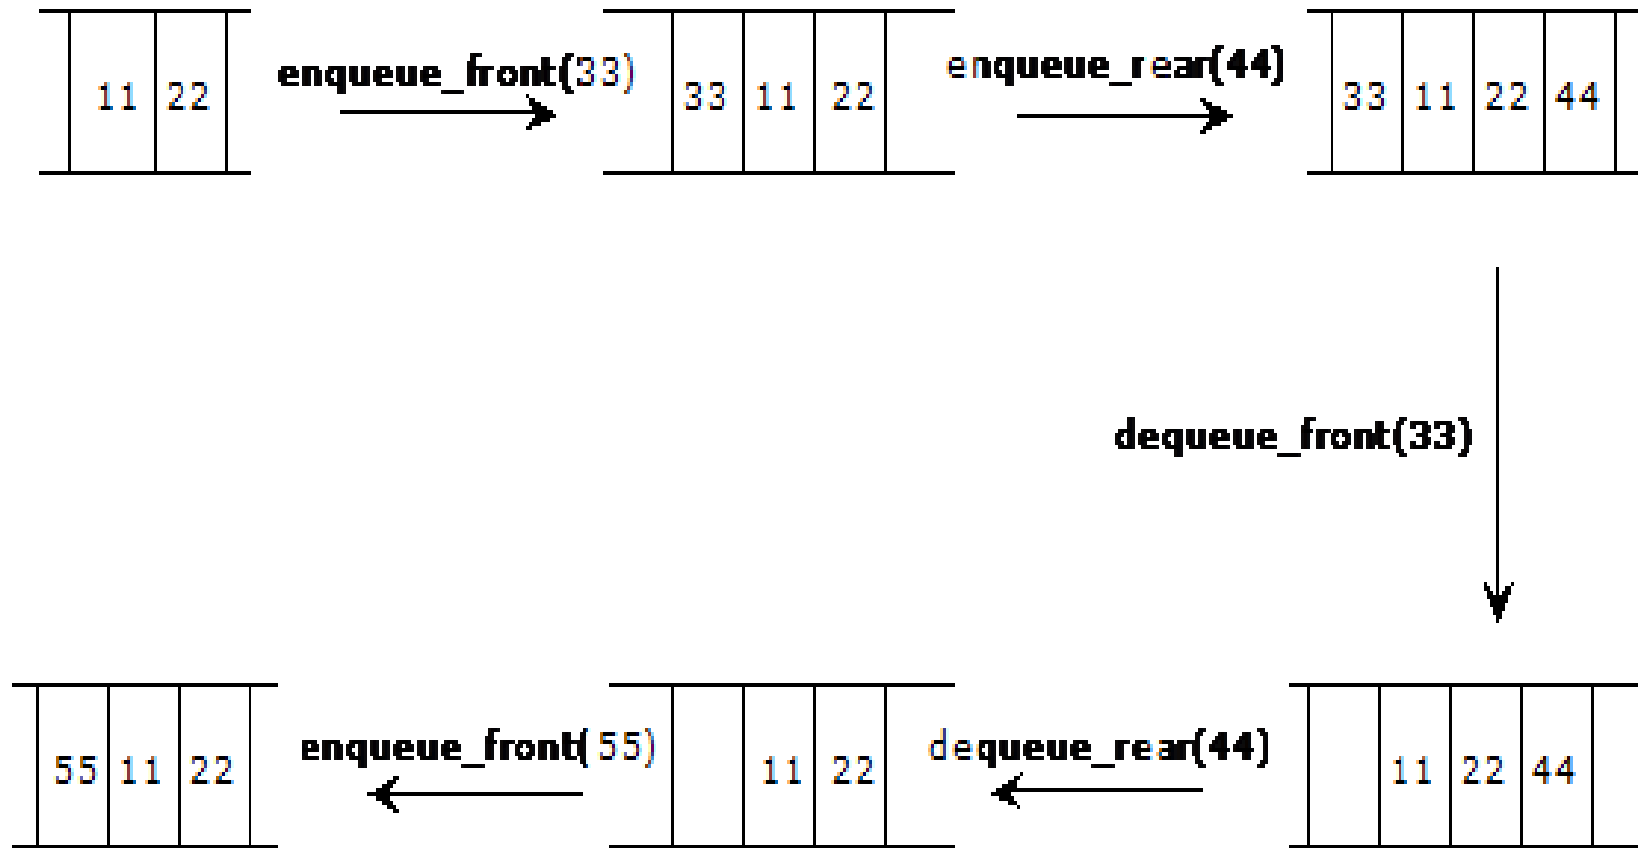 11 22
enqueue_front(33)
33 11 22
enqueue_rear(44)
33 11 22 44
dequeue_front(33)
55 11 22
enqueue_front(55)
11 22
dequeue_rear(44)
11 22 44